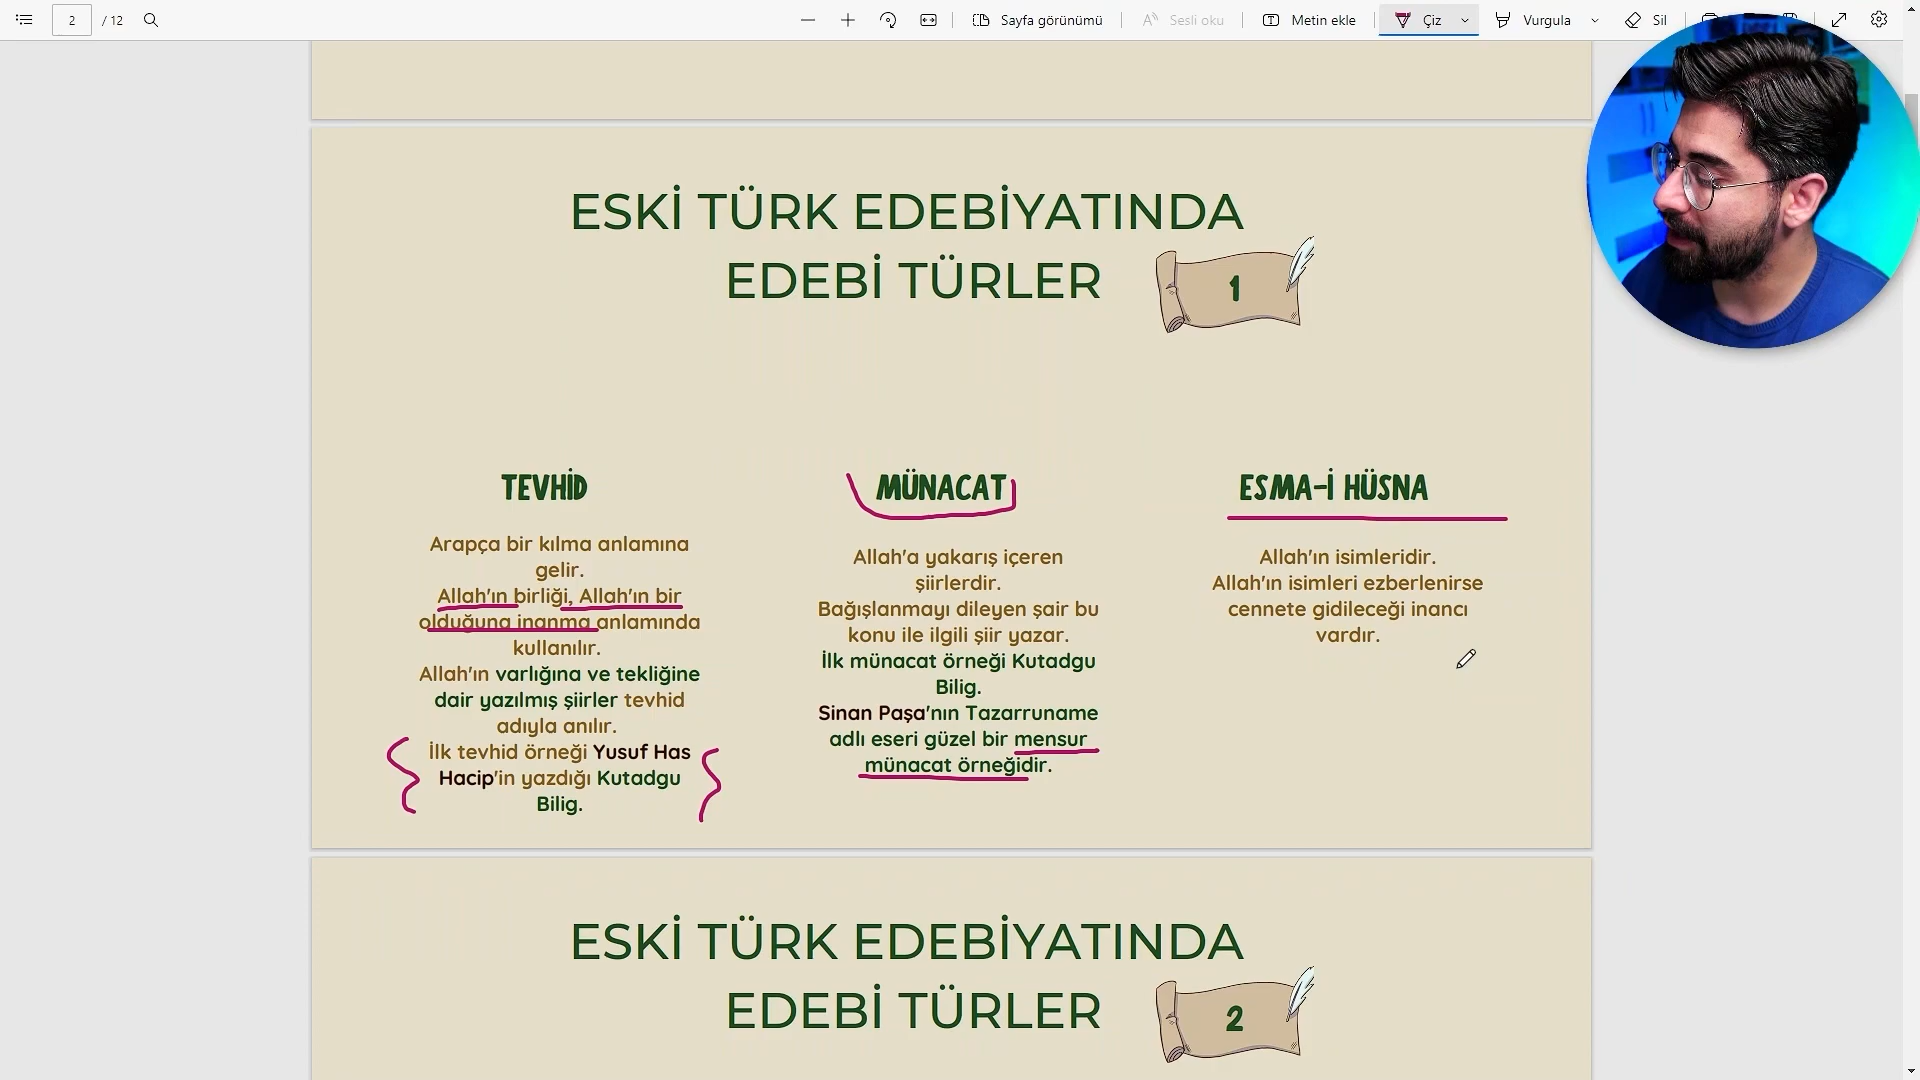 2 / 12
Sayfa görünümü
Sesli oku
Metin ekle
Çiz
Vurgula
Sil
ESKİ TÜRK EDEBİYATINDA
EDEBİ TÜRLER
1
TEVHİD
Arapça bir kılma anlamına
gelir.
Allah'ın birliği, Allah'ın bir
olduğuna inanma anlamında
kullanılır.
Allah'ın varlığına ve tekliğine
dair yazılmış şiirler tevhid
adıyla anılır.
İlk tevhid örneği Yusuf Has
Hacip'in yazdığı Kutadgu
Bilig.
MÜNACAT
Allah'a yakarış içeren
şiirlerdir.
Bağışlanmayı dileyen şair bu
konu ile ilgili şiir yazar.
İlk münacat örneği Kutadgu
Bilig.
Sinan Paşa'nın Tazarruname
adlı eseri güzel bir mensur
münacat örneğidir.
ESMA-İ HÜSNA
Allah'ın isimleridir.
Allah'ın isimleri ezberlenirse
cennete gidileceği inancı
vardır.
ESKİ TÜRK EDEBİYATINDA
EDEBİ TÜRLER
2